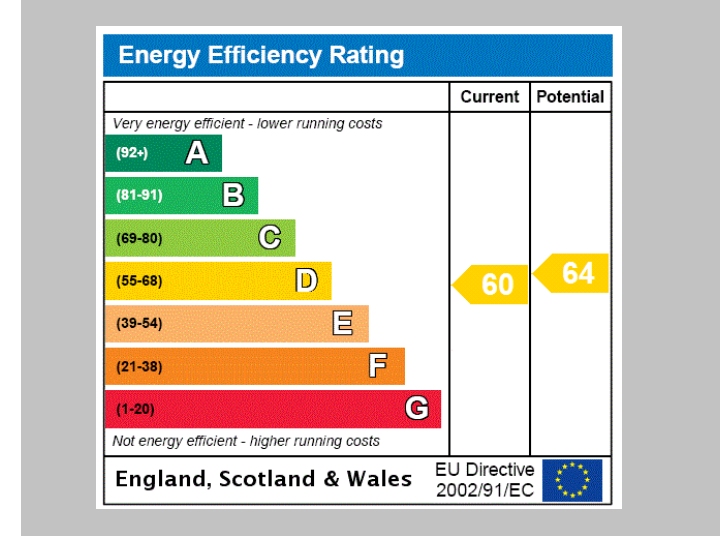 Energy Efficiency Rating
Current Potential
Very energy efficient - lower running costs
(92+) A
(81-91) B
(69-80) C
(55-68) D
60 64
(39-54) E
(21-38) F
(1-20) G
Not energy efficient - higher running costs
England, Scotland & Wales
EU Directive
2002/91/EC